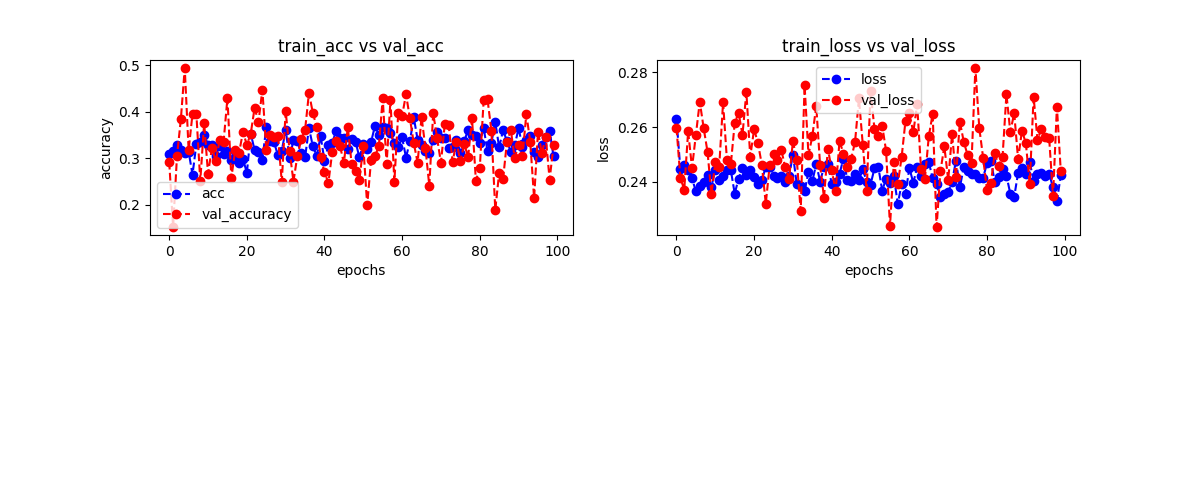 train_acc vs val_acc
accuracy
0.5
0.4
0.3
0.2
acc
val_accuracy
0 20 40 60 80 100
epochs
train_loss vs val_loss
loss
0.28
0.26
0.24
loss
val_loss
0 20 40 60 80 100
epochs